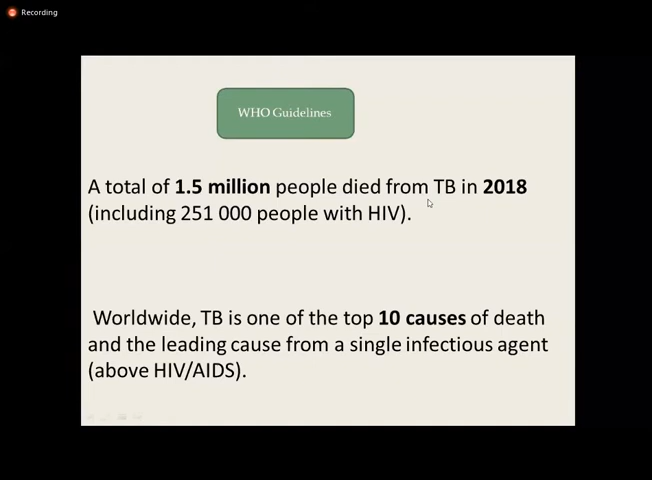 Recording
WHO Guidelines
A total of 1.5 million people died from TB in 2018
(including 251 000 people with HIV).
Worldwide, TB is one of the top 10 causes of death
and the leading cause from a single infectious agent
(above HIV/AIDS).